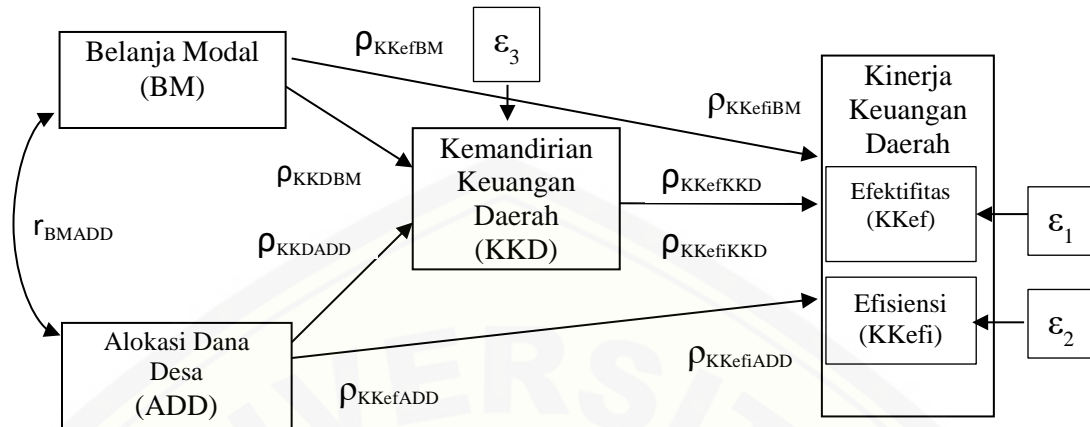 Belanja Modal
(BM)
ρKKefBM
ε3
Kinerja
Keuangan
Daerah
ρKKefiBM
Kemandirian
Keuangan
Daerah
(KKD)
ρKKDBM
ρKKefKKD
Efektifitas
(KKef)
ε1
rBMADD
ρKKDADD
ρKKefiKKD
Efisiensi
(KKefi)
ε2
Alokasi Dana
Desa
(ADD)
ρKKefiADD
ρKKefADD
UNIVERSIT